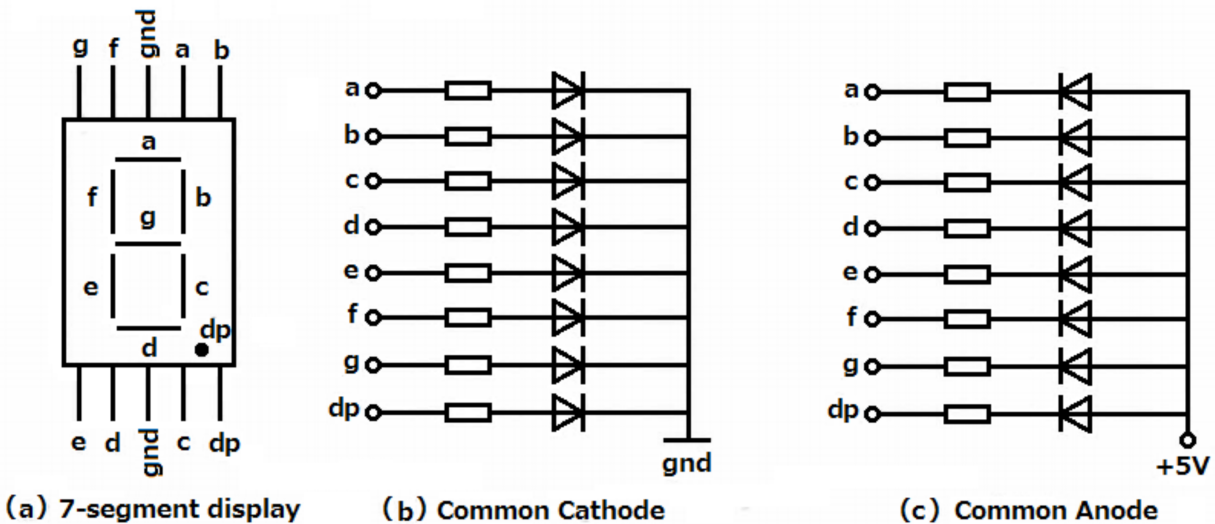 g f gnd a b
a
f b
g
e c
dp
d
e d gnd c dp
(a) 7-segment display
a
b
c
d
e
f
g
dp
gnd
(b) Common Cathode
a
b
c
d
e
f
g
dp
+5V
(c) Common Anode